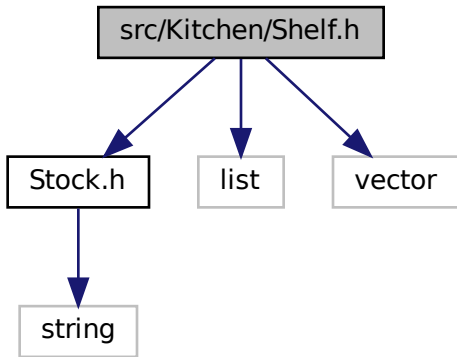 src/Kitchen/Shelf.h
Stock.h
list
vector
string